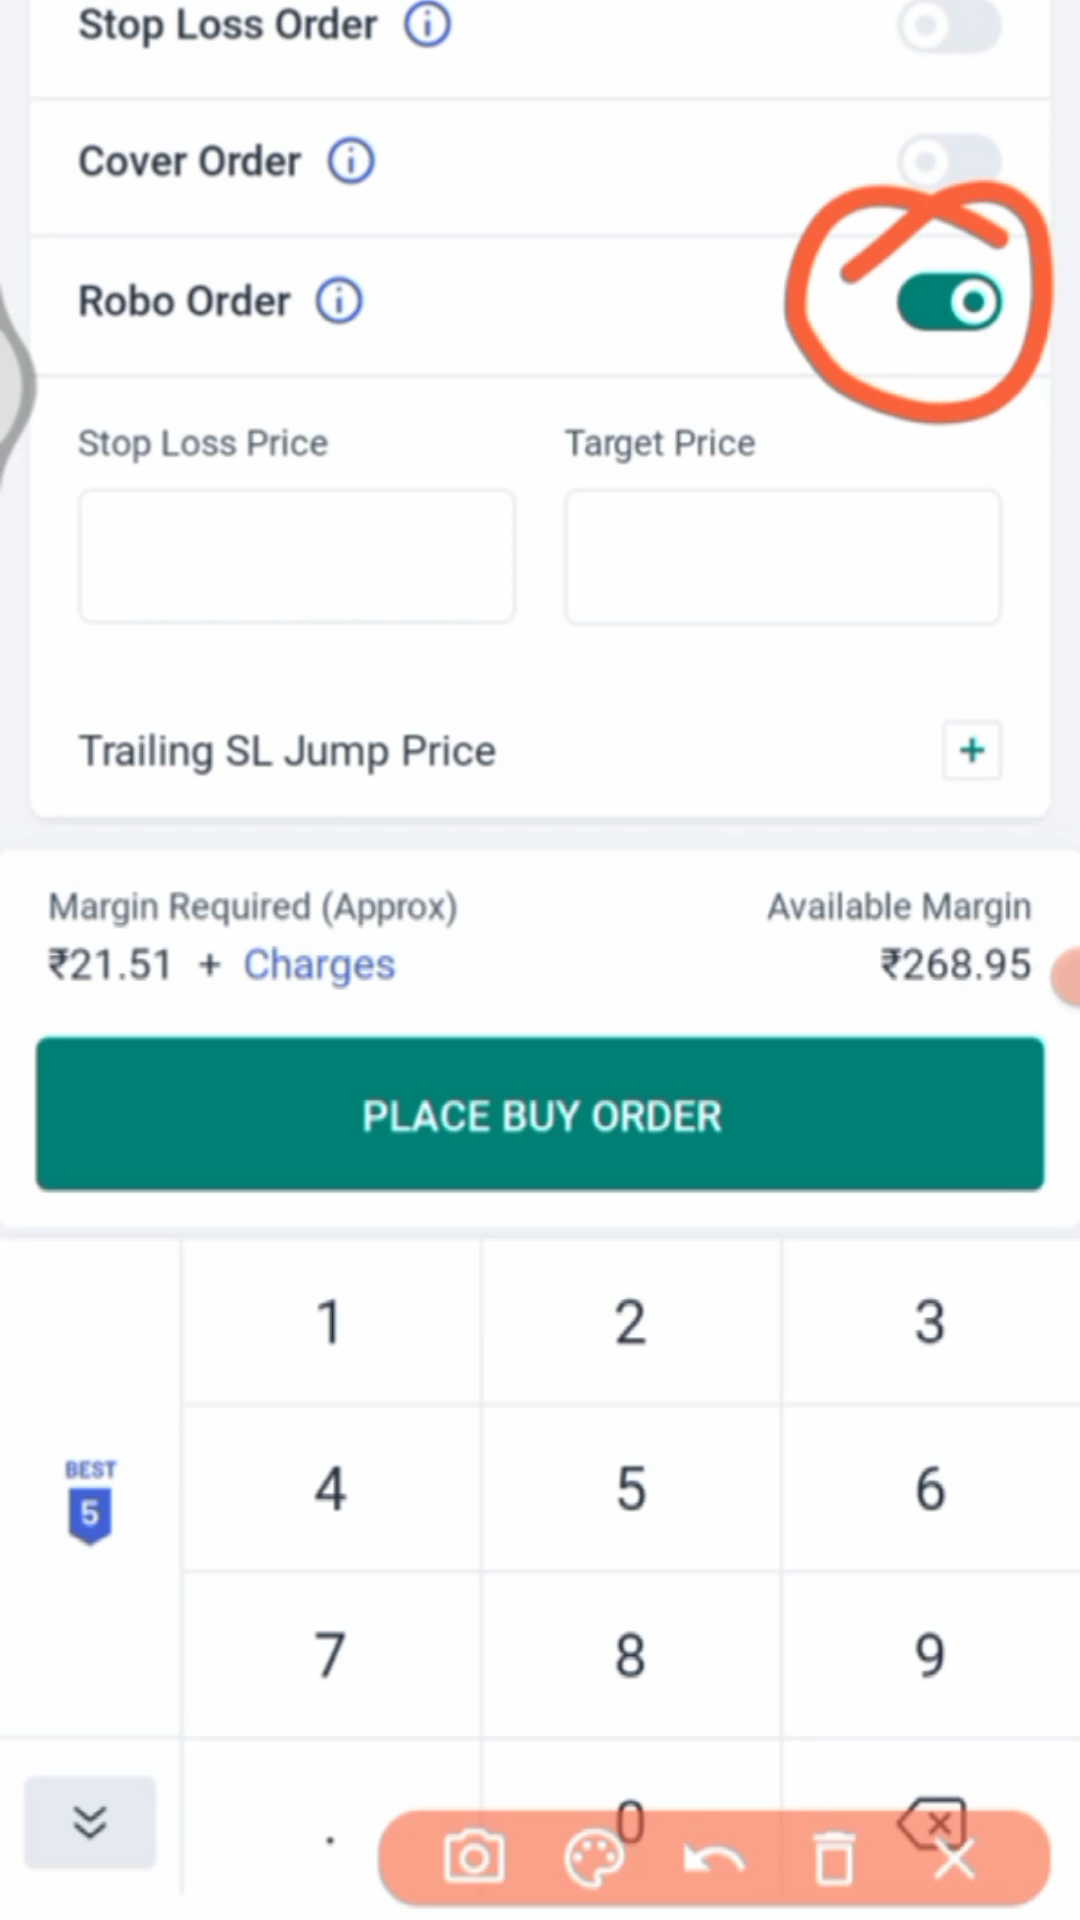 Stop Loss Order
Cover Order
Robo Order
Stop Loss Price Target Price
Trailing SL Jump Price +
Margin Required (Approx) Available Margin
₹21.51 + Charges ₹268.95
PLACE BUY ORDER
1 2 3
BEST
5
4 5 6
7 8 9
. 0